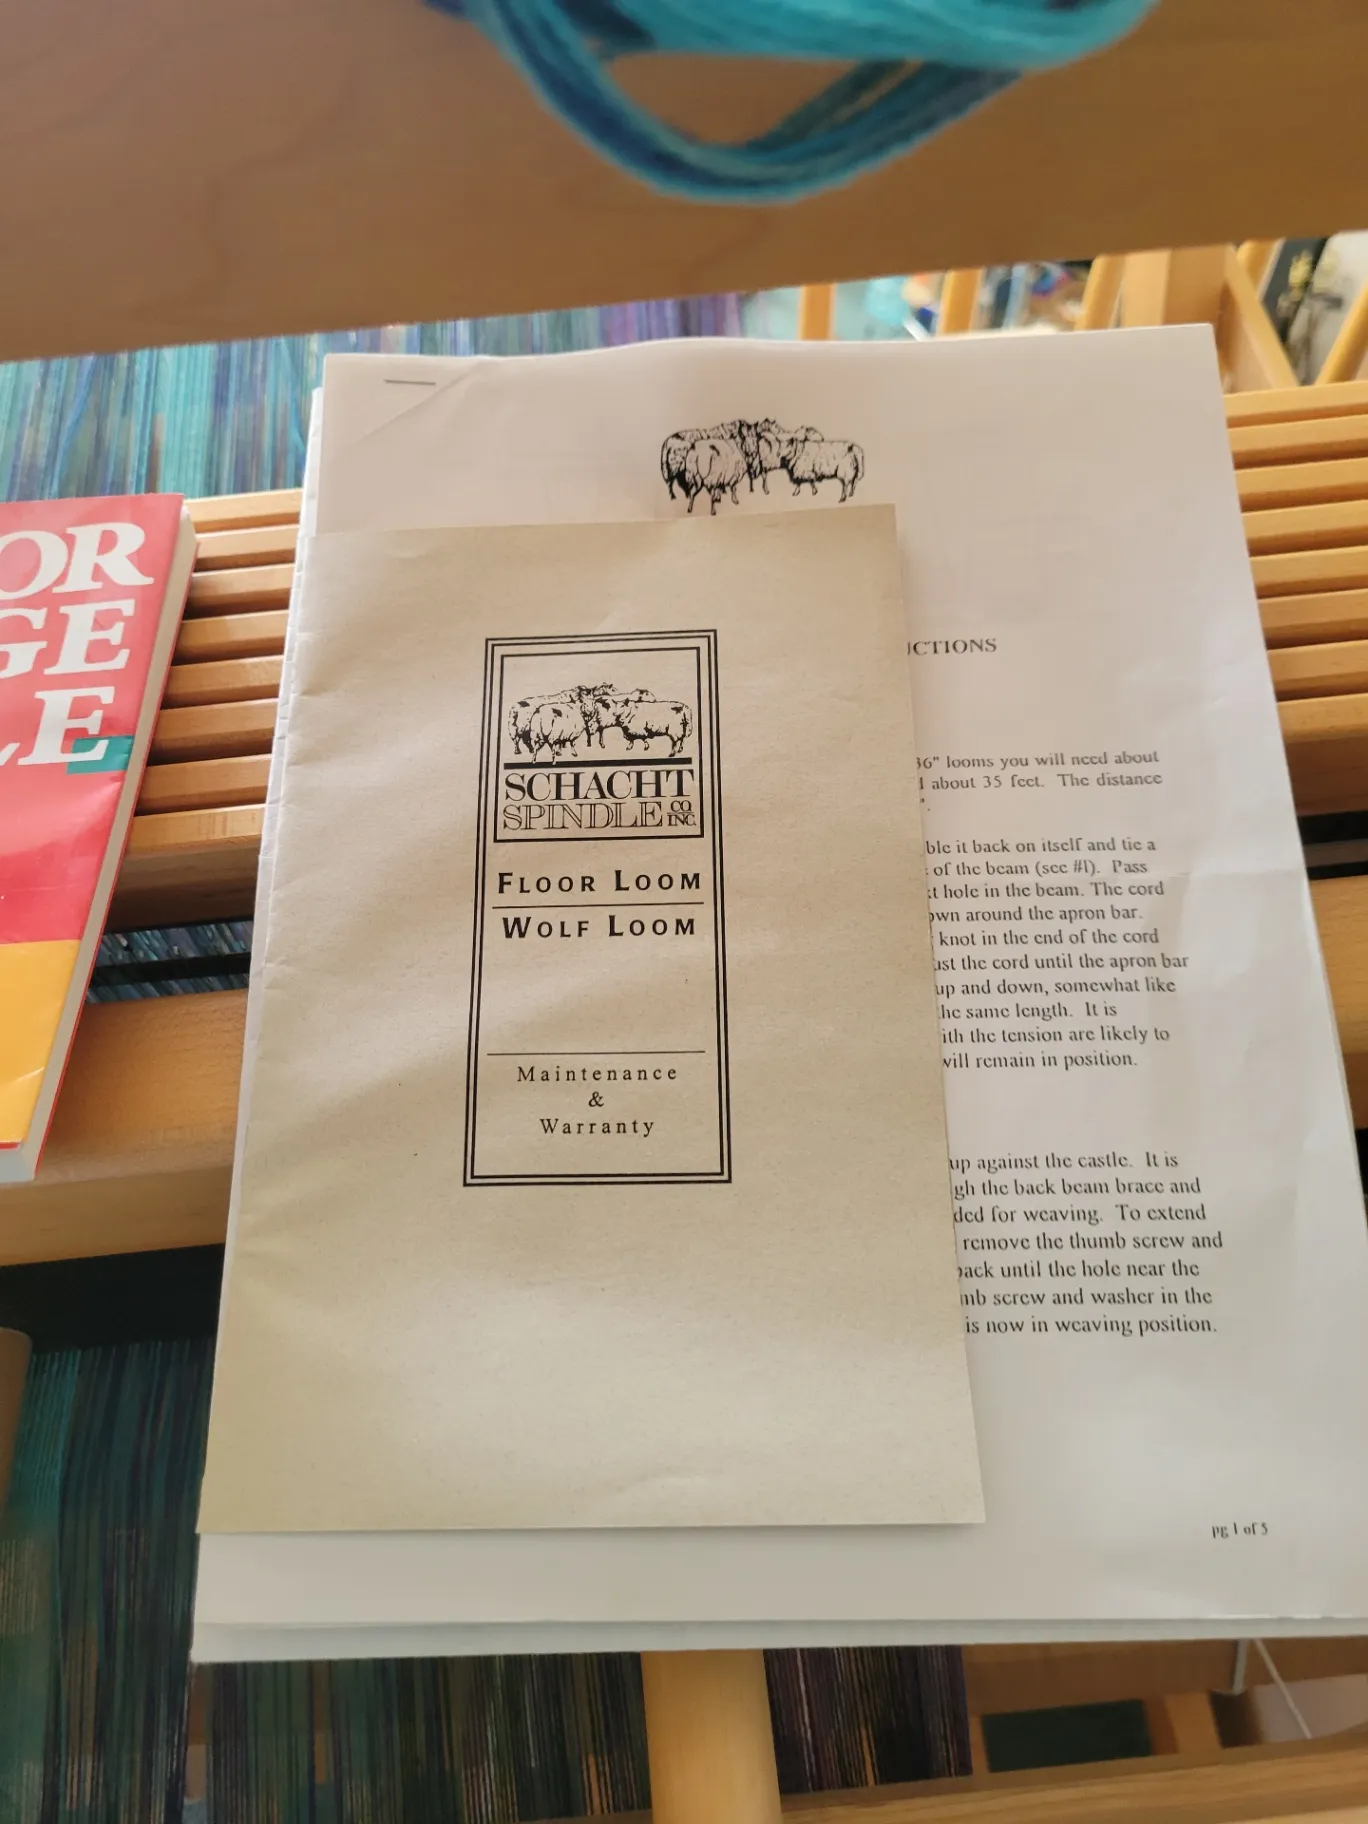 OR
GE
LE
SCHACHT
SPINDLE CO INC.
FLOOR LOOM
WOLF LOOM
Maintenance
&
Warranty
UCTIONS
36" looms you will need about
about 35 feet. The distance
".
ble it back on itself and tie a
of the beam (see #1). Pass
t hole in the beam. The cord
own around the apron bar.
knot in the end of the cord
ust the cord until the apron bar
up and down, somewhat like
he same length. It is
ith the tension are likely to
will remain in position.
up against the castle. It is
gh the back beam brace and
ded for weaving. To extend
remove the thumb screw and
back until the hole near the
mb screw and washer in the
is now in weaving position.
pg 1 of 5